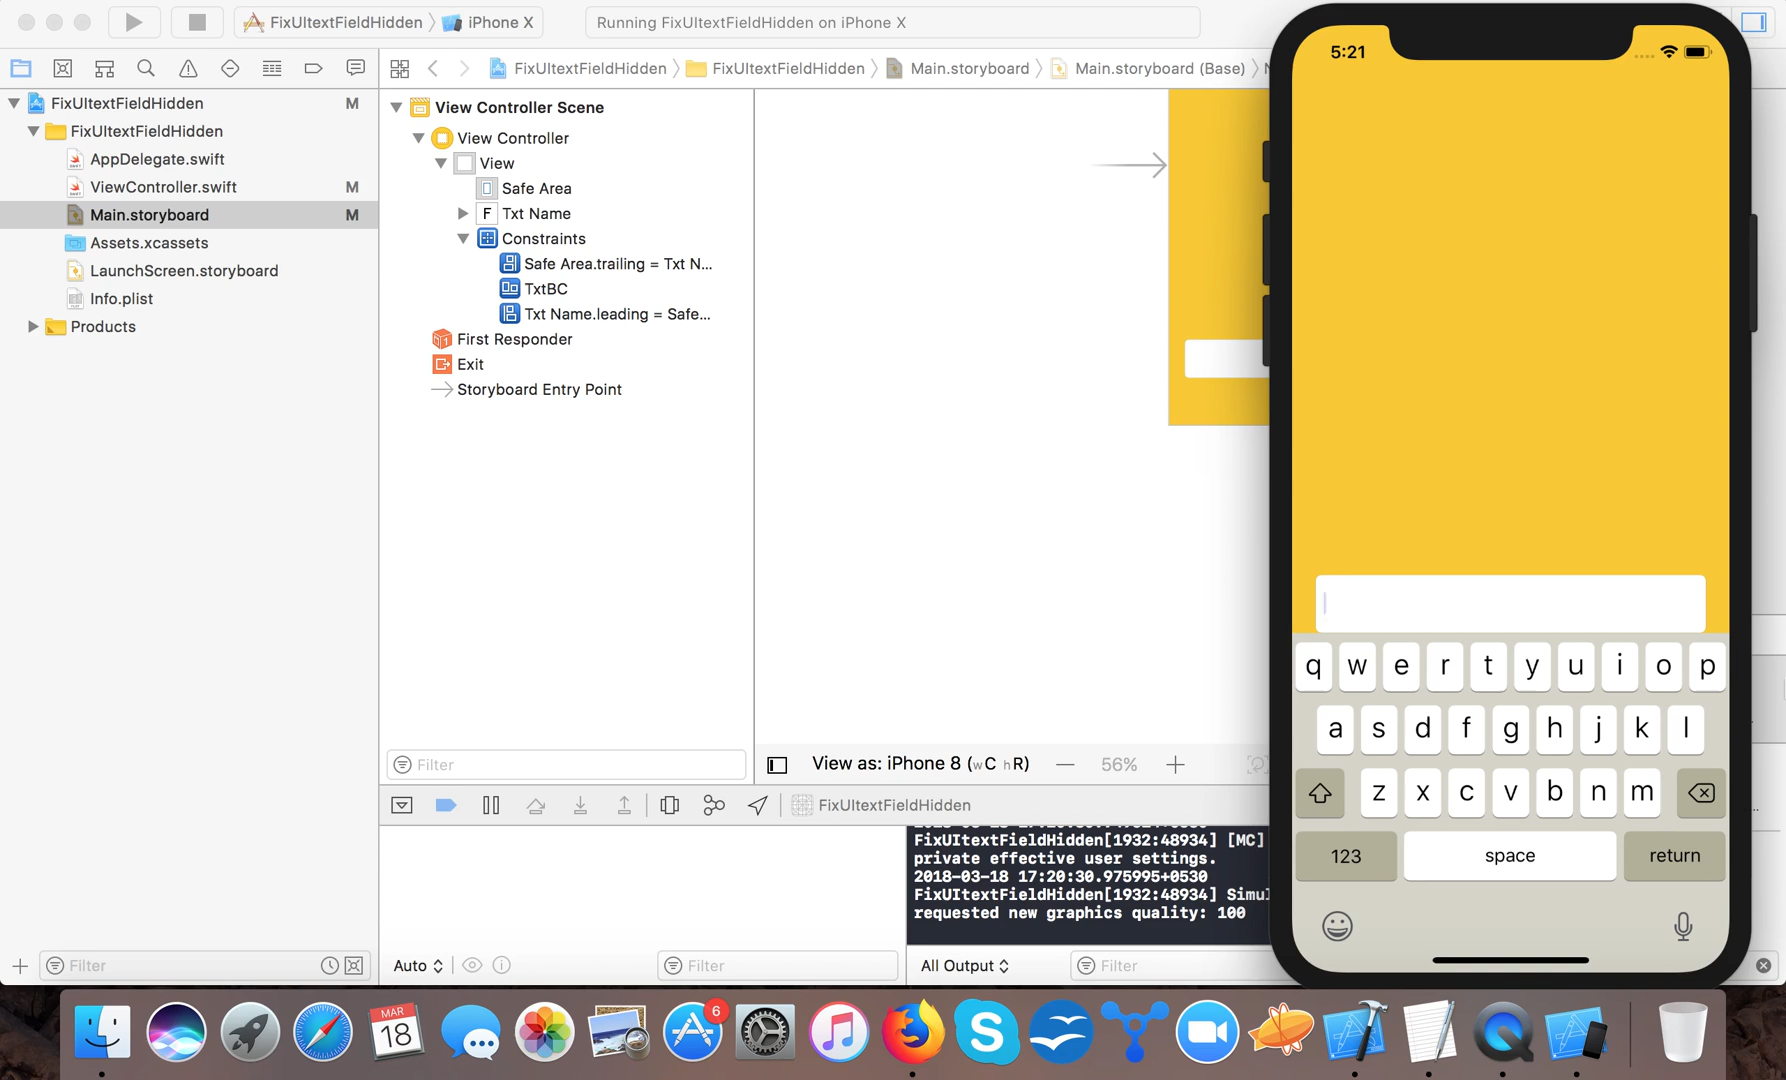 FixUItextFieldHidden
iPhone X
Running FixUItextFieldHidden on iPhone X
FixUItextFieldHidden
FixUItextFieldHidden
Main.storyboard
Main.storyboard (Base)
FixUItextFieldHidden M
FixUItextFieldHidden
AppDelegate.swift
ViewController.swift M
Main.storyboard M
Assets.xcassets
LaunchScreen.storyboard
Info.plist
Products
View Controller Scene
View Controller
View
Safe Area
F Txt Name
Constraints
Safe Area.trailing = Txt N...
TxtBC
Txt Name.leading = Safe...
First Responder
Exit
Storyboard Entry Point
Filter
View as: iPhone 8 (wC hR)
56%
FixUItextFieldHidden
FixUItextFieldHidden[1932:48934] [MC]
private effective user settings.
2018-03-18 17:20:30.975995+0530
FixUItextFieldHidden[1932:48934] Simul
requested new graphics quality: 100
Filter
Auto
Filter
All Output
Filter
5:21
q w e r t y u i o p
a s d f g h j k l
z x c v b n m
123 space return
MAR
18
6
S